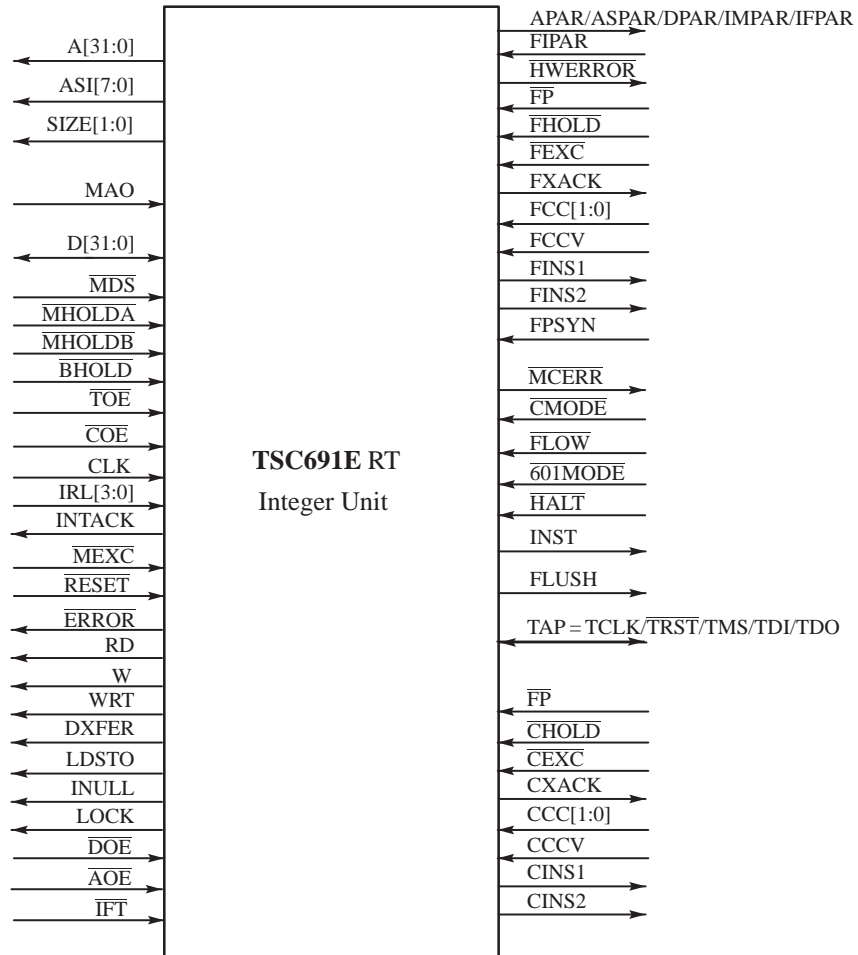 A[31:0]
ASI[7:0]
SIZE[1:0]
MAO
D[31:0]
MDS
MHOLDA
MHOLDB
BHOLD
TOE
COE
CLK
IRL[3:0]
INTACK
MEXC
RESET
ERROR
RD
W
WRT
DXFER
LDSTO
INULL
LOCK
DOE
AOE
IFT
TSC691E RT
Integer Unit
APAR/ASPAR/DPAR/IMPAR/IFPAR
FIPAR
HWERROR
FP
FHOLD
FEXC
FXACK
FCC[1:0]
FCCV
FINS1
FINS2
FPSYN
MCERR
CMODE
FLOW
601MODE
HALT
INST
FLUSH
TAP = TCLK/TRST/TMS/TDI/TDO
FP
CHOLD
CEXC
CXACK
CCC[1:0]
CCCV
CINS1
CINS2